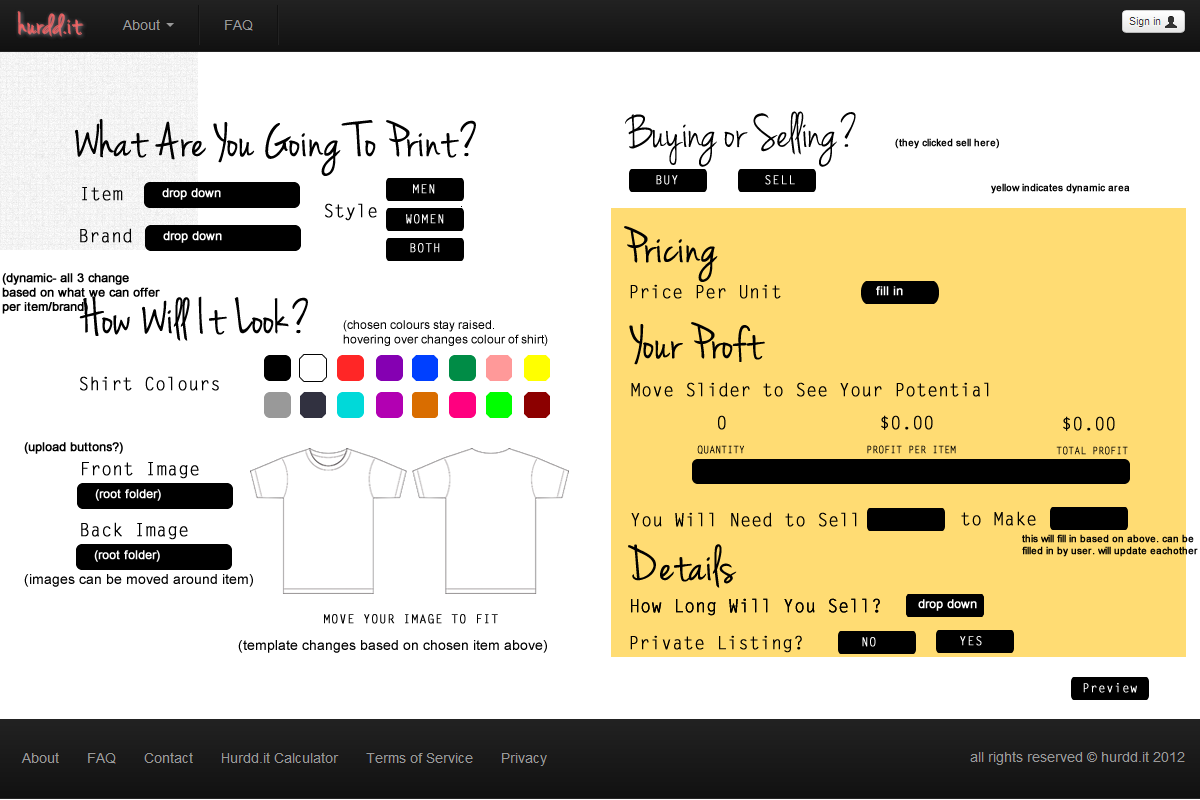 hurdd.it
About
FAQ
Sign in
What Are You Going To Print?
Item
drop down
Brand
drop down
Style
MEN
WOMEN
BOTH
(dynamic- all 3 change
based on what we can offer
per item/brand)
How Will It Look?
(chosen colours stay raised.
hovering over changes colour of shirt)
Shirt Colours
(upload buttons?)
Front Image
(root folder)
Back Image
(root folder)
(images can be moved around item)
MOVE YOUR IMAGE TO FIT
(template changes based on chosen item above)
Buying or Selling?
(they clicked sell here)
BUY
SELL
yellow indicates dynamic area
Pricing
Price Per Unit
fill in
Your Proft
Move Slider to See Your Potential
0
$0.00
$0.00
QUANTITY
PROFIT PER ITEM
TOTAL PROFIT
You Will Need to Sell
to Make
this will fill in based on above. can be
filled in by user. will update eachother
Details
How Long Will You Sell?
drop down
Private Listing?
NO
YES
Preview
About
FAQ
Contact
Hurdd.it Calculator
Terms of Service
Privacy
all rights reserved © hurdd.it 2012